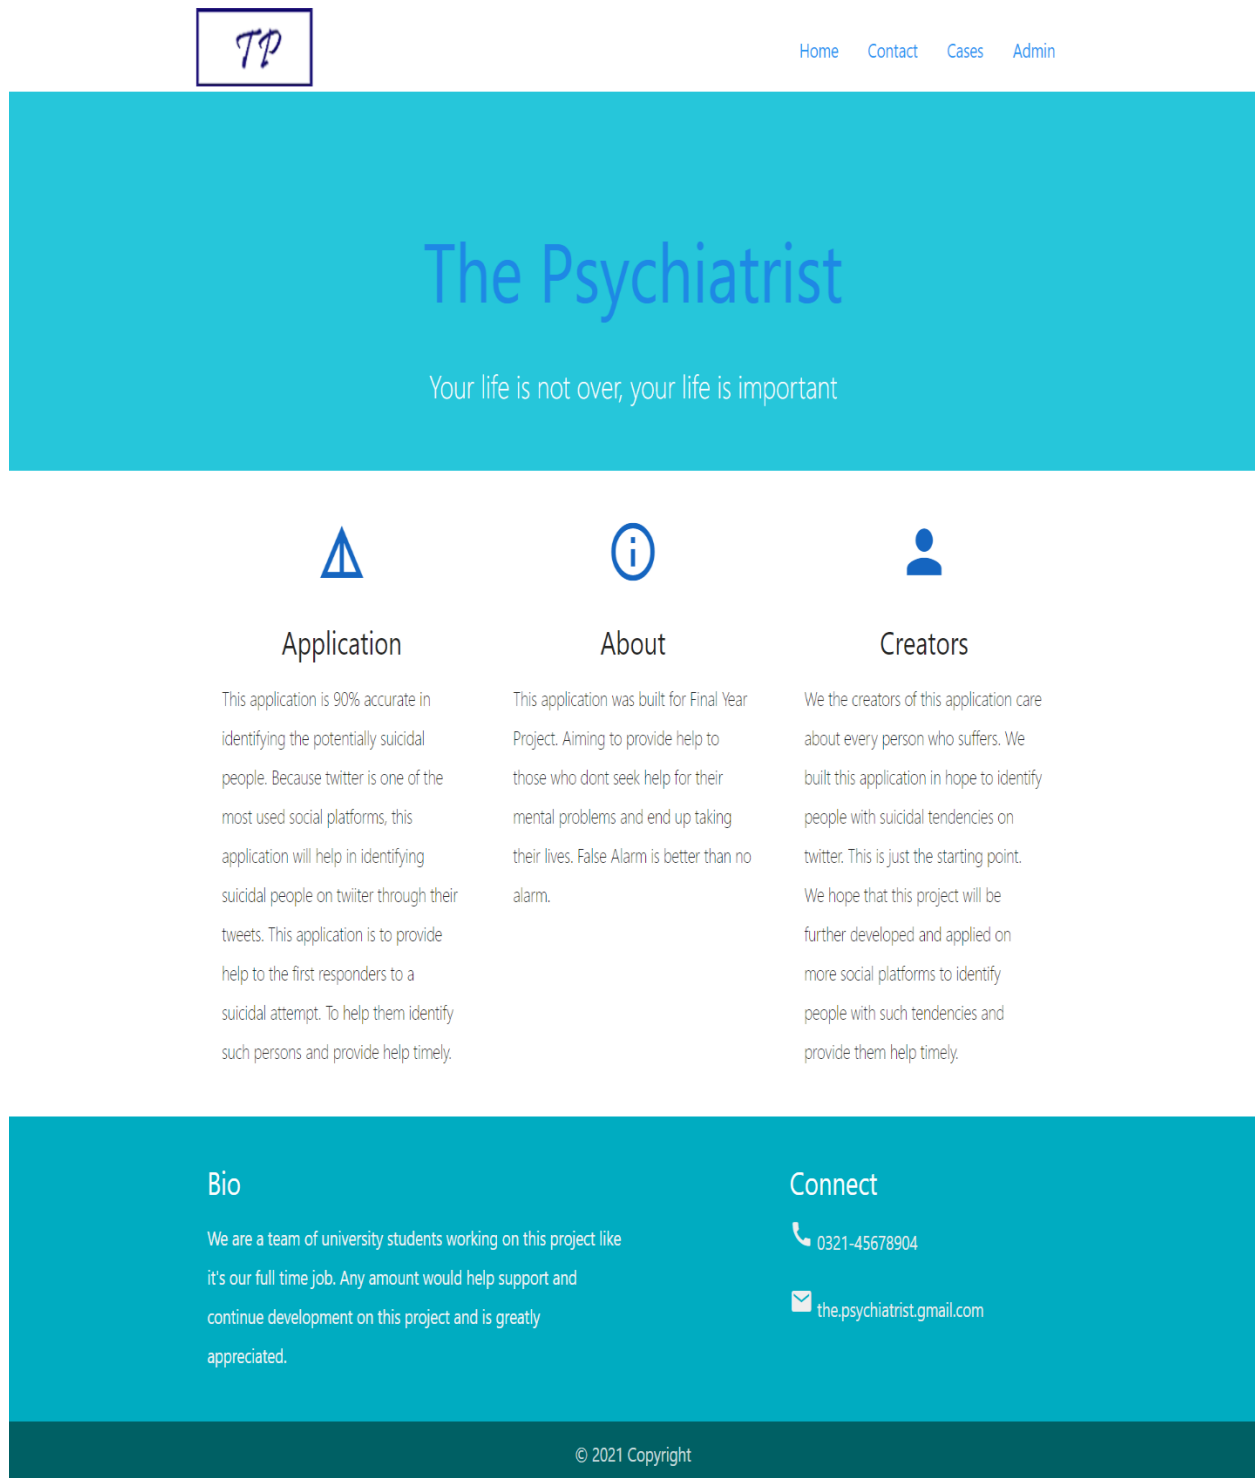 TP
Home Contact Cases Admin
The Psychiatrist
Your life is not over, your life is important
Application
This application is 90% accurate in
identifying the potentially suicidal
people. Because twitter is one of the
most used social platforms, this
application will help in identifying
suicidal people on twiiter through their
tweets. This application is to provide
help to the first responders to a
suicidal attempt. To help them identify
such persons and provide help timely.
About
This application was built for Final Year
Project. Aiming to provide help to
those who dont seek help for their
mental problems and end up taking
their lives. False Alarm is better than no
alarm.
Creators
We the creators of this application care
about every person who suffers. We
built this application in hope to identify
people with suicidal tendencies on
twitter. This is just the starting point.
We hope that this project will be
further developed and applied on
more social platforms to identify
people with such tendencies and
provide them help timely.
Bio
We are a team of university students working on this project like
it's our full time job. Any amount would help support and
continue development on this project and is greatly
appreciated.
Connect
0321-45678904
the.psychiatrist.gmail.com
© 2021 Copyright